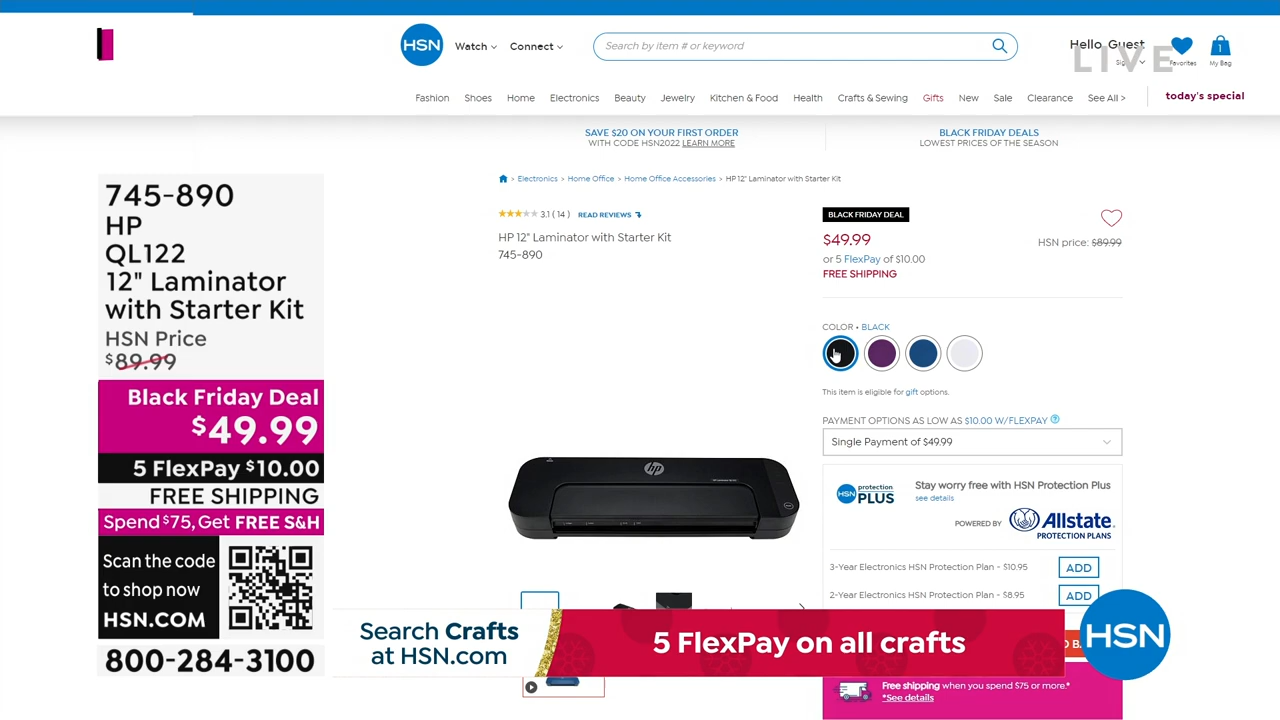 HSN
Watch
Connect
Search by item # or keyword
Hello, Guest
LIVE
Favorites
1
My Bag
Fashion
Shoes
Home
Electronics
Beauty
Jewelry
Kitchen & Food
Health
Crafts & Sewing
Gifts
New
Sale
Clearance
See All >
today's special
SAVE $20 ON YOUR FIRST ORDER
WITH CODE HSN2022 LEARN MORE
BLACK FRIDAY DEALS
LOWEST PRICES OF THE SEASON
> Electronics > Home Office > Home Office Accessories > HP 12" Laminator with Starter Kit
3.1 ( 14 ) READ REVIEWS
HP 12" Laminator with Starter Kit
745-890
BLACK FRIDAY DEAL
$49.99
HSN price: $89.99
or 5 FlexPay of $10.00
FREE SHIPPING
COLOR • BLACK
This item is eligible for gift options.
PAYMENT OPTIONS AS LOW AS $10.00 W/FLEXPAY ?
Single Payment of $49.99
HSN protection PLUS
Stay worry free with HSN Protection Plus
see details
POWERED BY
Allstate.
PROTECTION PLANS
3-Year Electronics HSN Protection Plan - $10.95
ADD
2-Year Electronics HSN Protection Plan - $8.95
ADD
Free shipping when you spend $75 or more.*
*See details
hp
745-890
HP
QL122
12" Laminator
with Starter Kit
HSN Price
$89.99
Black Friday Deal
$49.99
5 FlexPay $10.00
FREE SHIPPING
Spend $75, Get FREE S&H
Scan the code
to shop now
HSN.COM
800-284-3100
Search Crafts
at HSN.com
5 FlexPay on all crafts
HSN